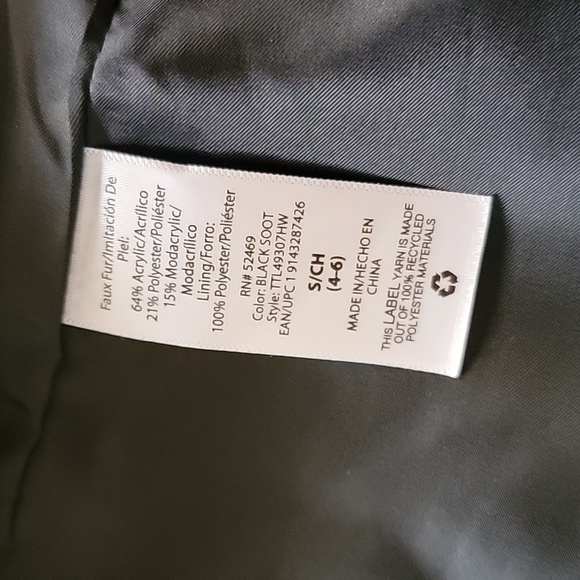 Faux Fur/Imitación De
Piel:
64% Acrylic/Acrílico
21% Polyester/Poliéster
15% Modacrylic/
Modacrílico
Lining/Forro:
100% Polyester/Poliéster
RN# 52469
Color: BLACK SOOT
Style: TTL49307HW
EAN/UPC 1 9143287426
S/CH
(4-6)
MADE IN/HECHO EN
CHINA
THIS LABEL YARN IS MADE
OUT OF 100% RECYCLED
POLYESTER MATERIALS